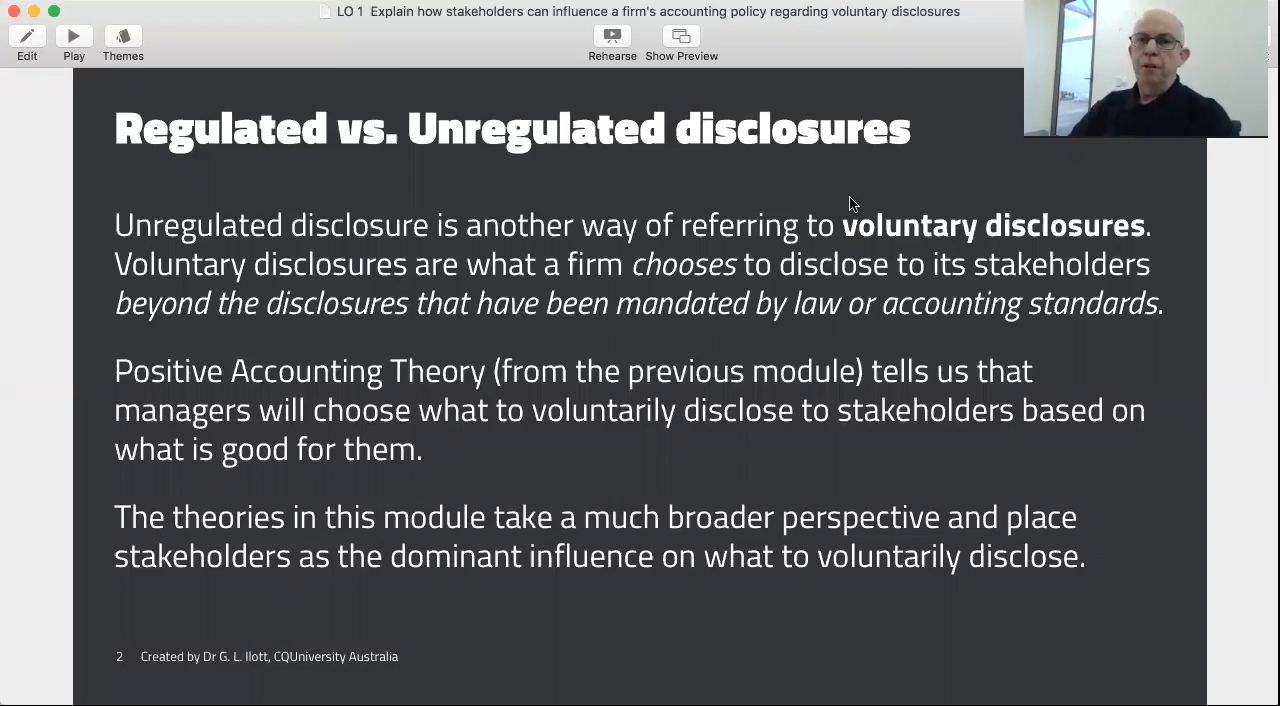 LO 1 Explain how stakeholders can influence a firm's accounting policy regarding voluntary disclosures
Edit Play Themes Rehearse Show Preview
Regulated vs. Unregulated disclosures
Unregulated disclosure is another way of referring to voluntary disclosures.
Voluntary disclosures are what a firm chooses to disclose to its stakeholders
beyond the disclosures that have been mandated by law or accounting standards.
Positive Accounting Theory (from the previous module) tells us that
managers will choose what to voluntarily disclose to stakeholders based on
what is good for them.
The theories in this module take a much broader perspective and place
stakeholders as the dominant influence on what to voluntarily disclose.
2 Created by Dr G. L. Ilott, CQUniversity Australia